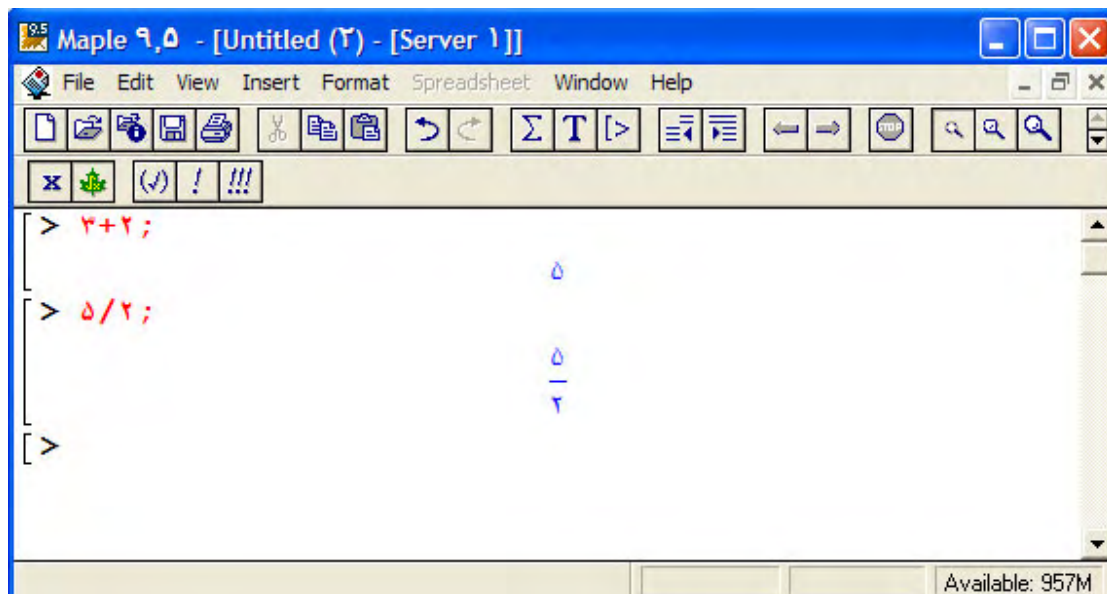 Maple ۹,۵ - [Untitled (۲) - [Server ۱]]
File Edit View Insert Format Spreadsheet Window Help
Σ T [> STOP
x (√) ! !!!
[> ۳+۲;
۵
[> ۵/۲;
۵
۲
[>
Available: 957M